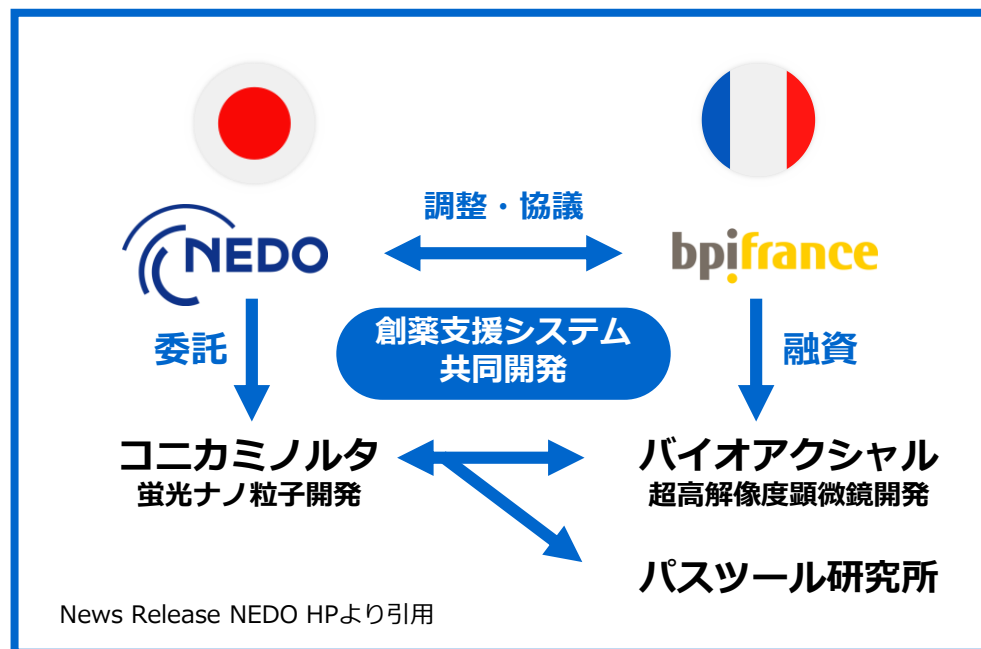 調整・協議
NEDO
bpifrance
委託
創薬支援システム
共同開発
融資
コニカミノルタ
蛍光ナノ粒子開発
バイオアクシャル
超高解像度顕微鏡開発
パスツール研究所
News Release NEDO HPより引用